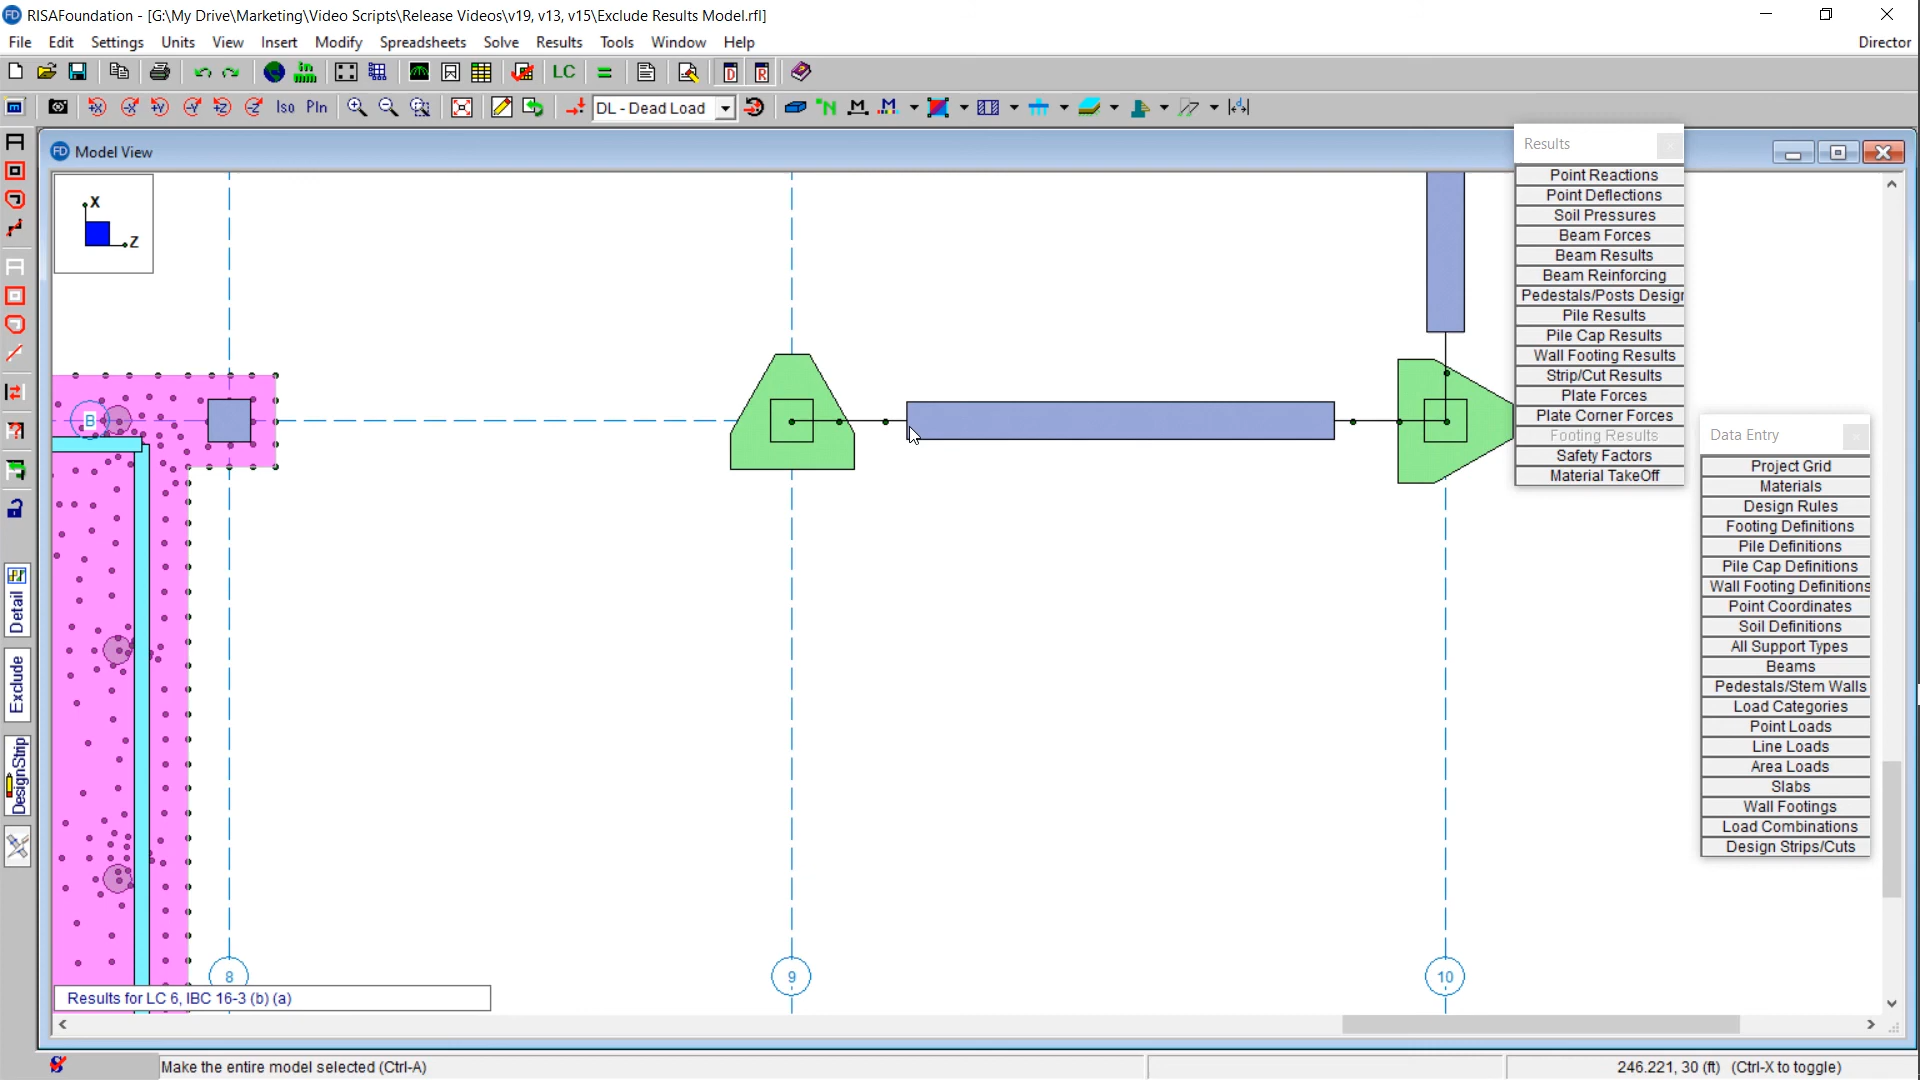 RISAFoundation - [G:\My Drive\Marketing\Video Scripts\Release Videos\v19, v13, v15\Exclude Results Model.rfl]
File Edit Settings Units View Insert Modify Spreadsheets Solve Results Tools Window Help Director
LC = D R
+X -X +Y -Y +Z -Z Iso Pln DL - Dead Load N M M
FD Model View
X
Z
B
8
9
10
Results
Point Reactions
Point Deflections
Soil Pressures
Beam Forces
Beam Results
Beam Reinforcing
Pedestals/Posts Design
Pile Results
Pile Cap Results
Wall Footing Results
Strip/Cut Results
Plate Forces
Plate Corner Forces
Footing Results
Safety Factors
Material TakeOff
Data Entry
Project Grid
Materials
Design Rules
Footing Definitions
Pile Definitions
Pile Cap Definitions
Wall Footing Definitions
Point Coordinates
Soil Definitions
All Support Types
Beams
Pedestals/Stem Walls
Load Categories
Point Loads
Line Loads
Area Loads
Slabs
Wall Footings
Load Combinations
Design Strips/Cuts
Detail
Exclude
DesignStrip
Results for LC 6, IBC 16-3 (b) (a)
Make the entire model selected (Ctrl-A)
246.221, 30 (ft) (Ctrl-X to toggle)